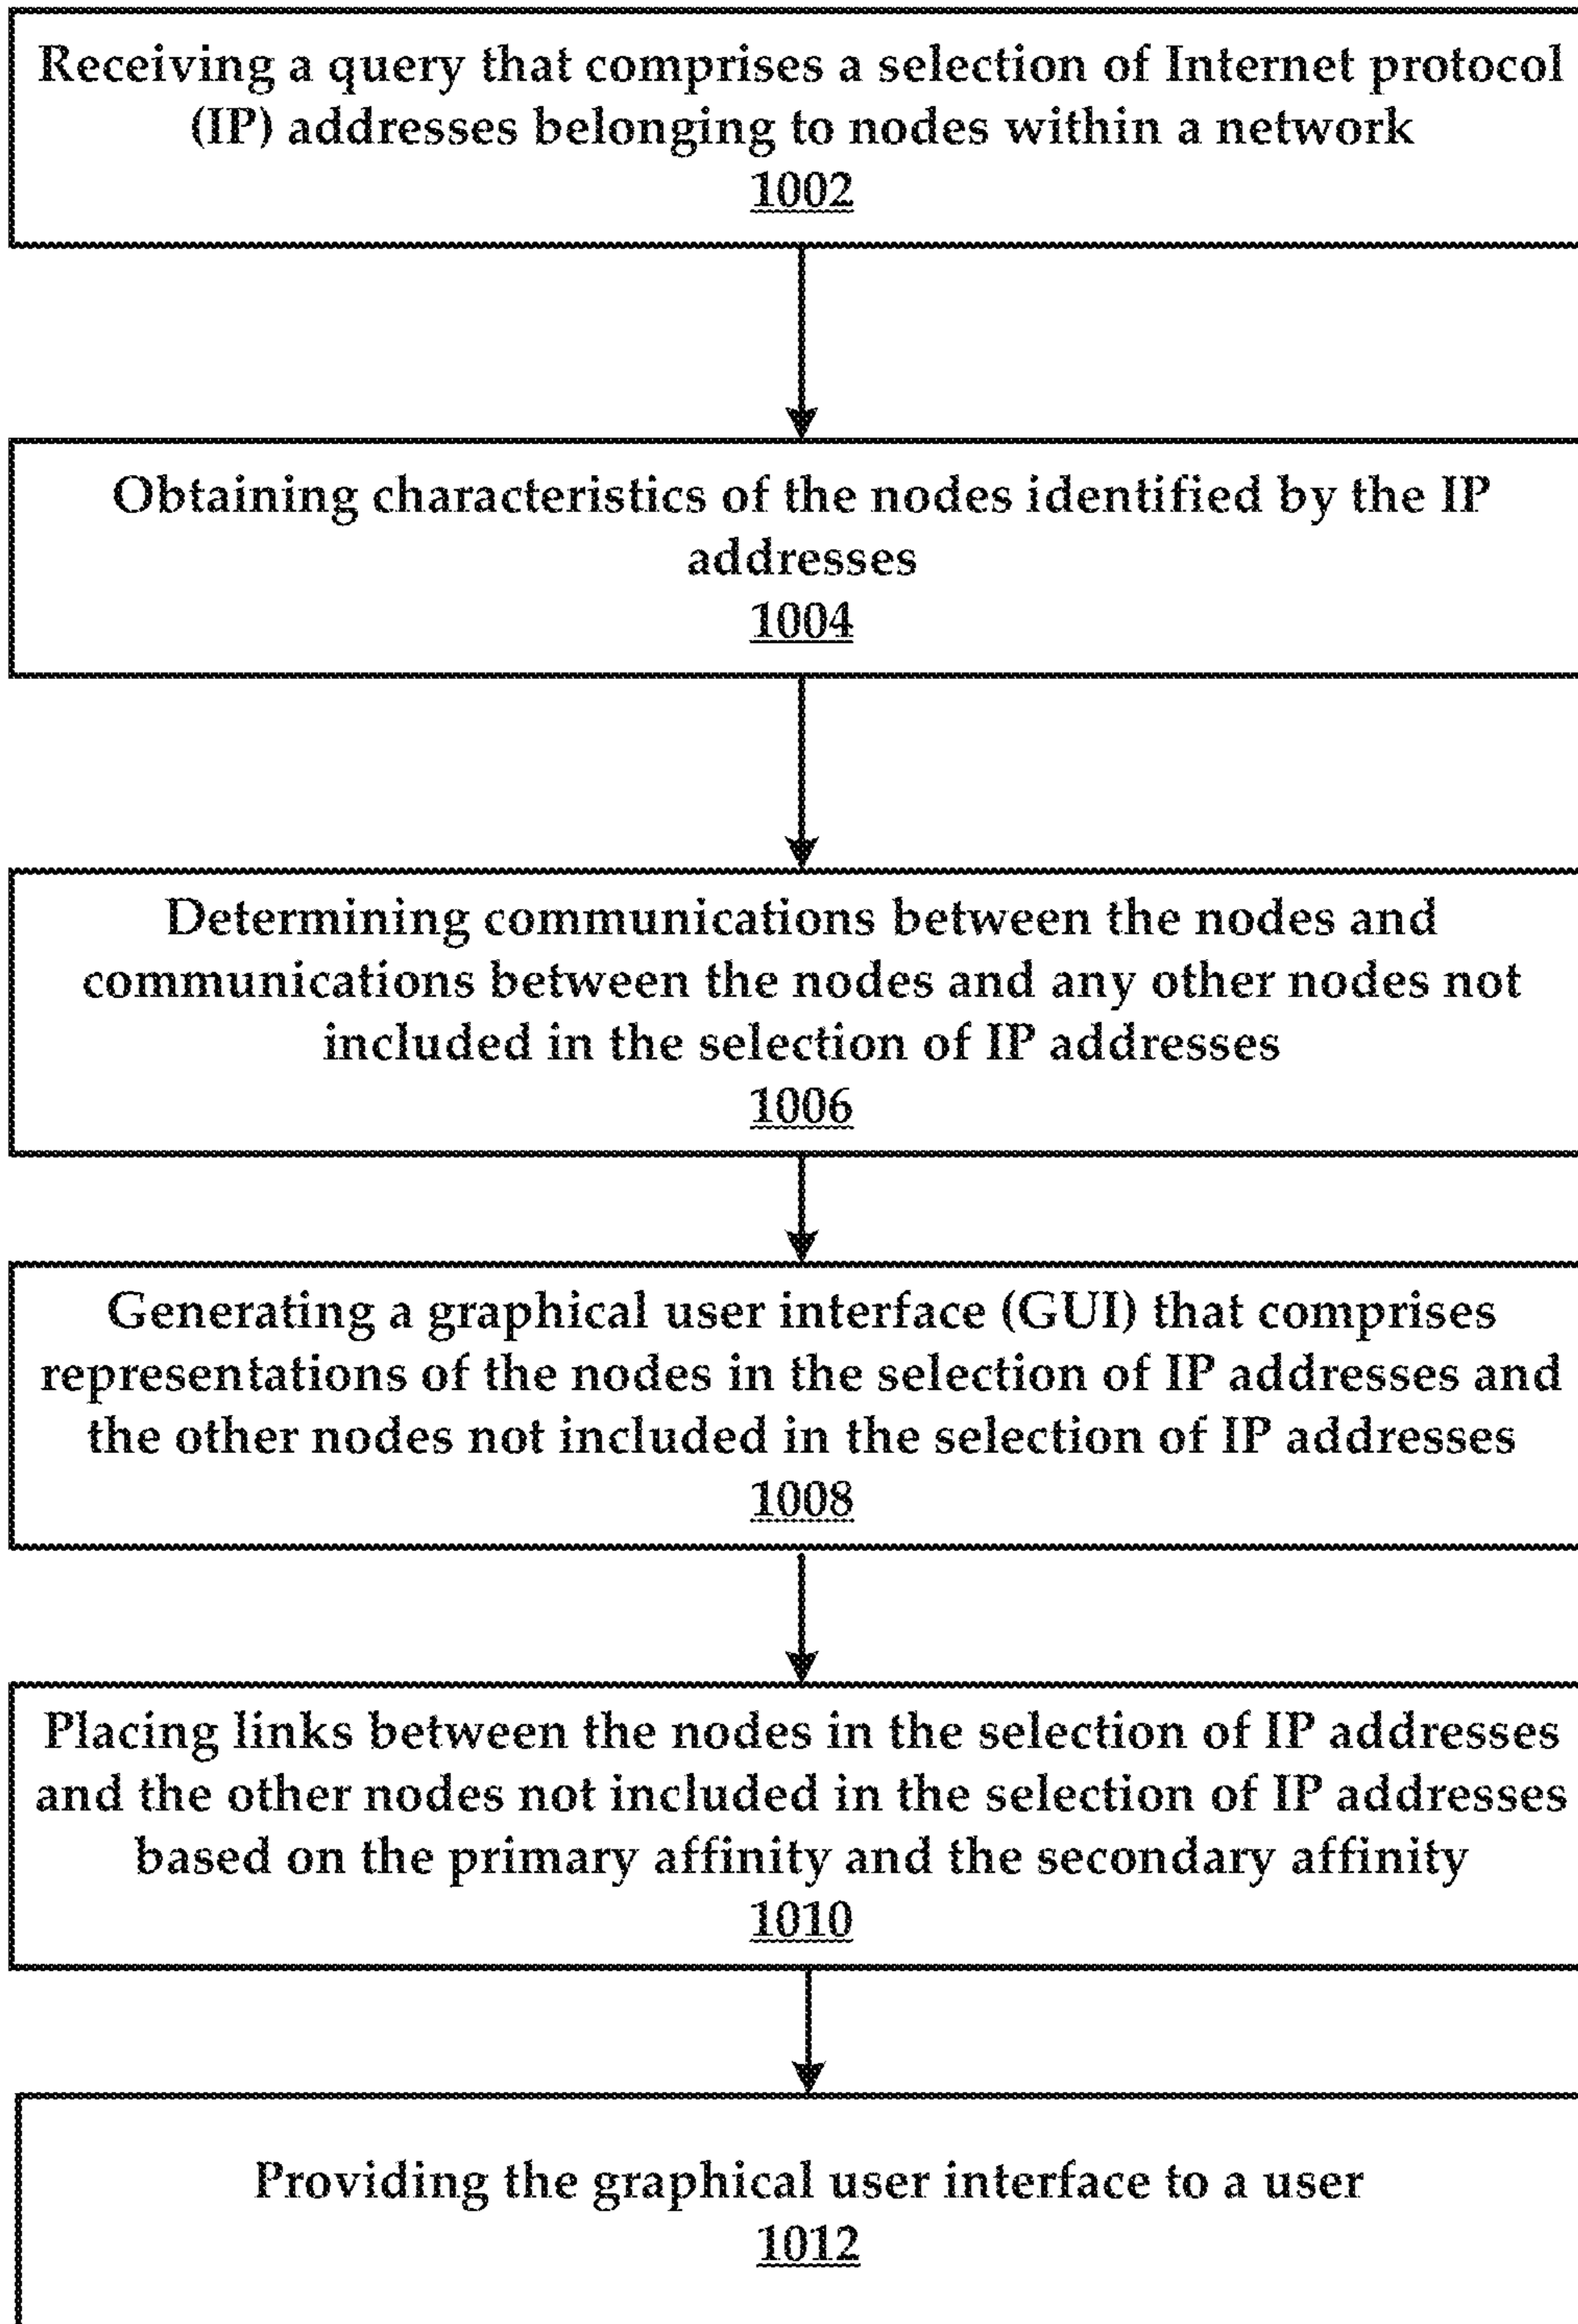 Receiving a query that comprises a selection of Internet protocol
(IP) addresses belonging to nodes within a network
1002
Obtaining characteristics of the nodes identified by the IP
addresses
1004
Determining communications between the nodes and
communications between the nodes and any other nodes not
included in the selection of IP addresses
1006
Generating a graphical user interface (GUI) that comprises
representations of the nodes in the selection of IP addresses and
the other nodes not included in the selection of IP addresses
1008
Placing links between the nodes in the selection of IP addresses
and the other nodes not included in the selection of IP addresses
based on the primary affinity and the secondary affinity
1010
Providing the graphical user interface to a user
1012